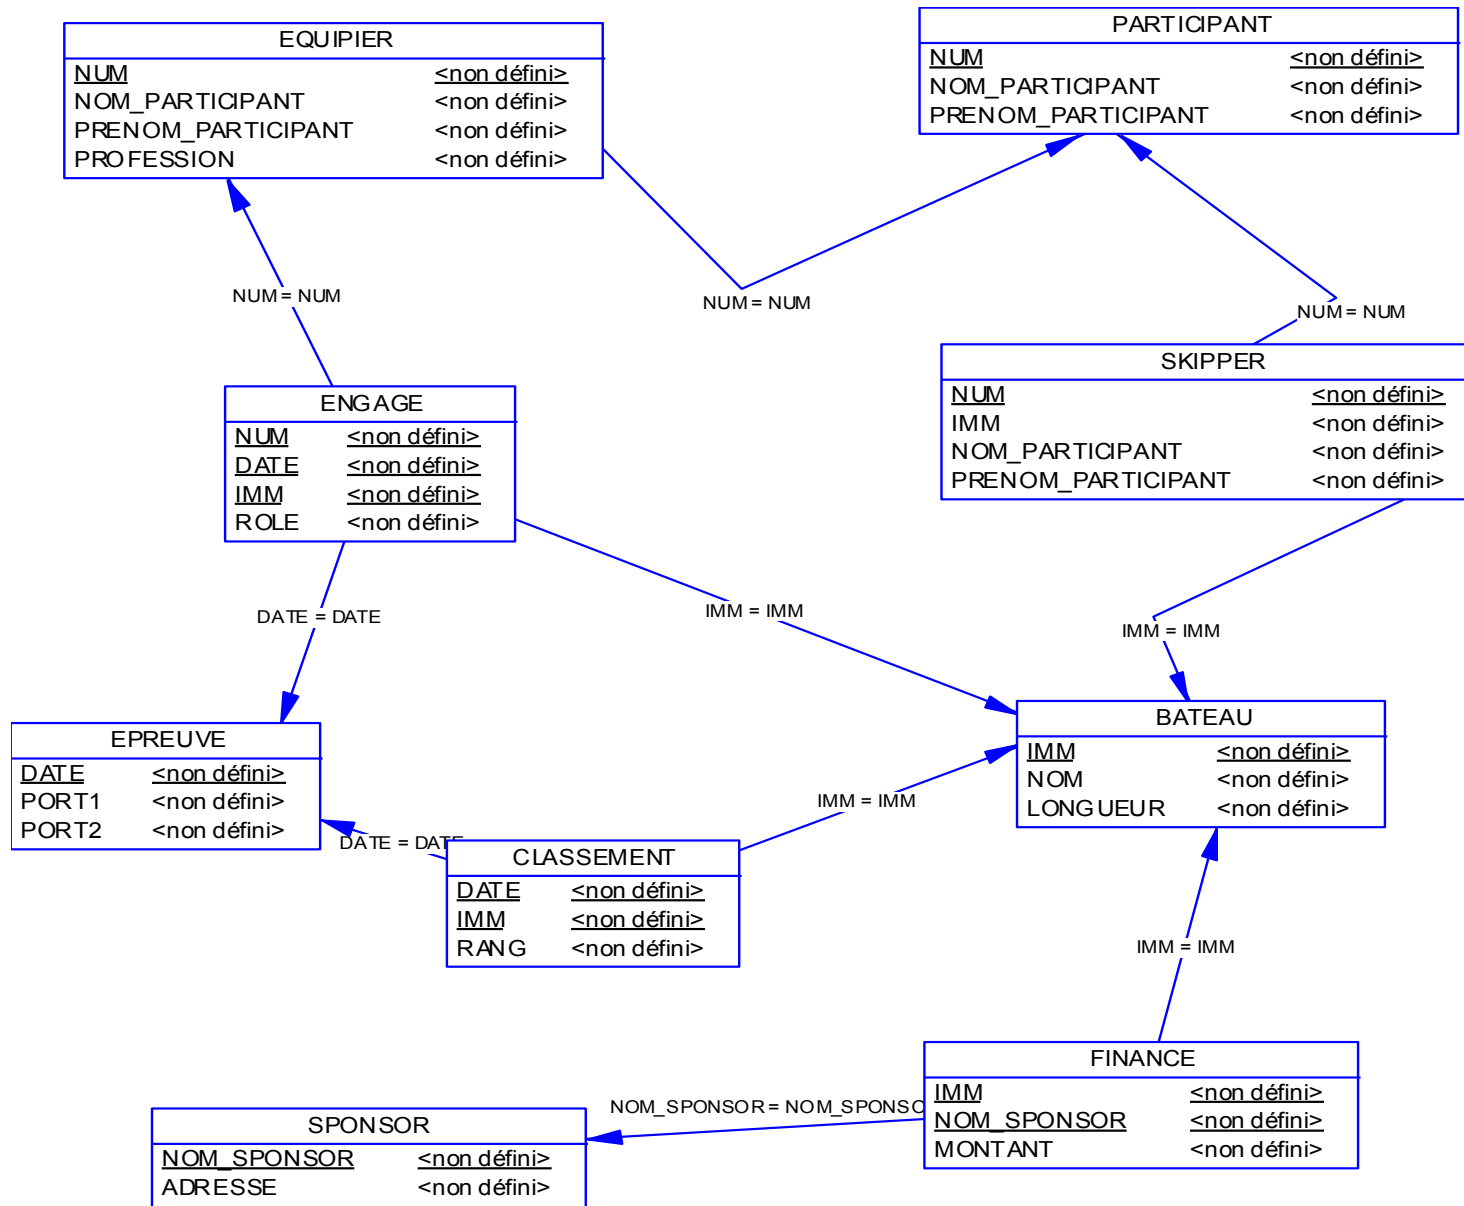 EQUIPIER
NUM <non défini>
NOM_PARTICIPANT <non défini>
PRENOM_PARTICIPANT <non défini>
PROFESSION <non défini>
PARTICIPANT
NUM <non défini>
NOM_PARTICIPANT <non défini>
PRENOM_PARTICIPANT <non défini>
NUM = NUM
NUM = NUM
NUM = NUM
SKIPPER
NUM <non défini>
IMM <non défini>
NOM_PARTICIPANT <non défini>
PRENOM_PARTICIPANT <non défini>
ENGAGE
NUM <non défini>
DATE <non défini>
IMM <non défini>
ROLE <non défini>
DATE = DATE
IMM = IMM
IMM = IMM
EPREUVE
DATE <non défini>
PORT1 <non défini>
PORT2 <non défini>
BATEAU
IMM <non défini>
NOM <non défini>
LONGUEUR <non défini>
IMM = IMM
DATE = DATE
CLASSEMENT
DATE <non défini>
IMM <non défini>
RANG <non défini>
IMM = IMM
FINANCE
IMM <non défini>
NOM_SPONSOR <non défini>
MONTANT <non défini>
NOM_SPONSOR = NOM_SPONSO
SPONSOR
NOM_SPONSOR <non défini>
ADRESSE <non défini>